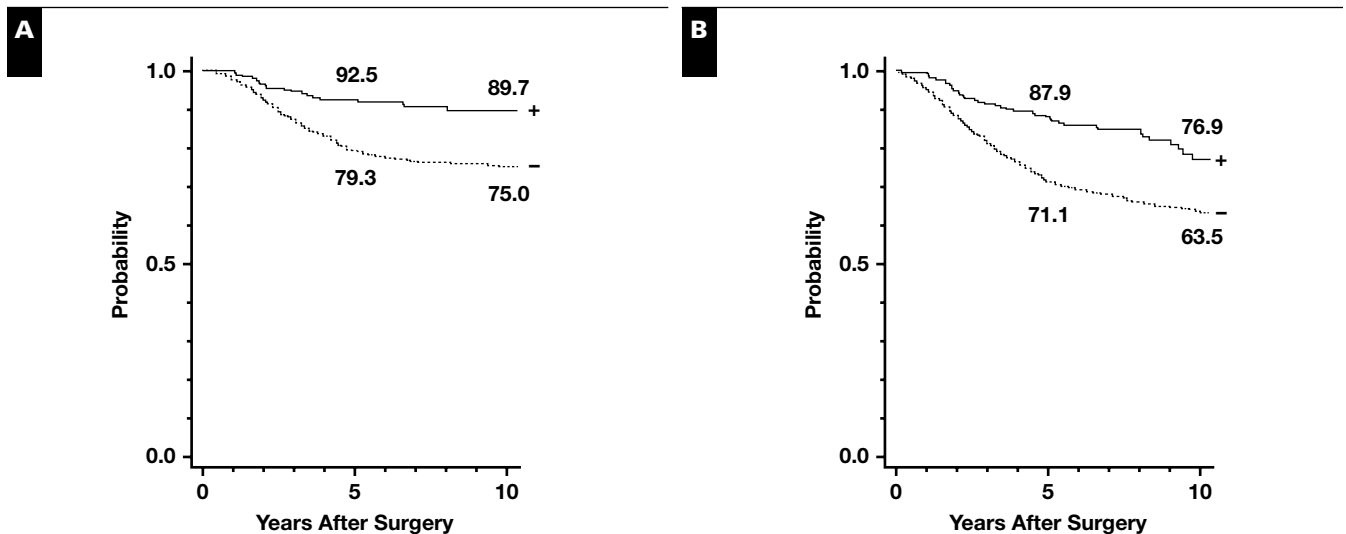 A
1.0
0.5
0.0
Probability
92.5
89.7
+
−
79.3
75.0
0 5 10
Years After Surgery
B
1.0
0.5
0.0
Probability
87.9
76.9
+
−
71.1
63.5
0 5 10
Years After Surgery